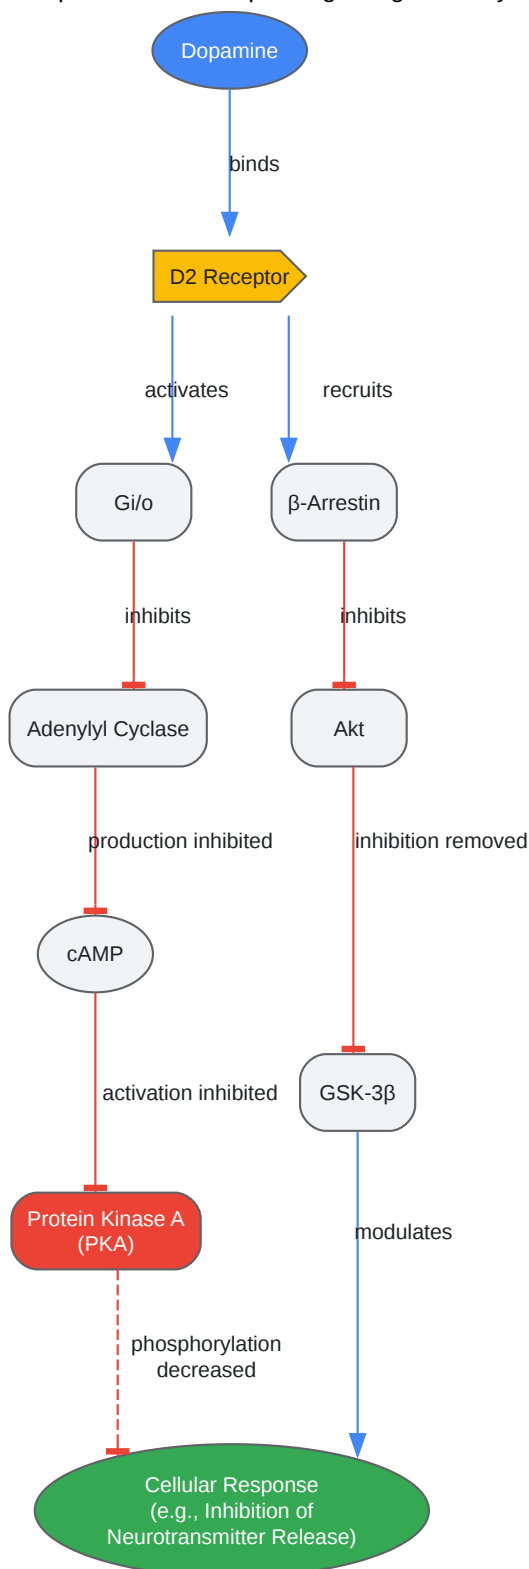 Dopamine
binds
D2 Receptor
activates
recruits
Gi/o
β-Arrestin
inhibits
inhibits
Adenylyl Cyclase
Akt
production inhibited
inhibition removed
cAMP
activation inhibited
GSK-3β
Protein Kinase A
(PKA)
modulates
phosphorylation
decreased
Cellular Response
(e.g., Inhibition of
Neurotransmitter Release)